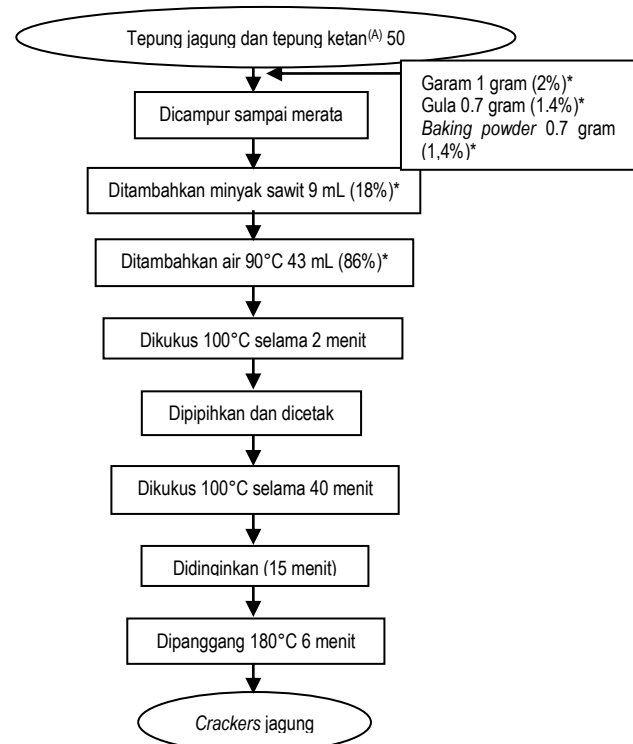 Tepung jagung dan tepung ketan(A) 50
Garam 1 gram (2%)*
Gula 0.7 gram (1.4%)*
Baking powder 0.7 gram
(1,4%)*
Dicampur sampai merata
Ditambahkan minyak sawit 9 mL (18%)*
Ditambahkan air 90°C 43 mL (86%)*
Dikukus 100°C selama 2 menit
Dipipihkan dan dicetak
Dikukus 100°C selama 40 menit
Didinginkan (15 menit)
Dipanggang 180°C 6 menit
Crackers jagung